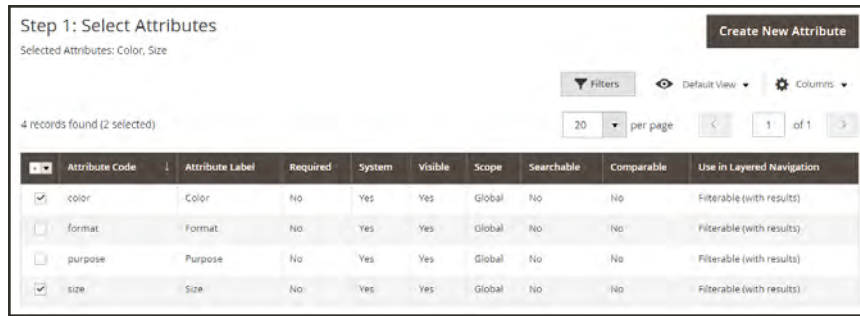 Step 1: Select Attributes
Create New Attribute
Selected Attributes: Color, Size
Filters Default View Columns
4 records found (2 selected) 20 per page 1 of 1
Attribute Code Attribute Label Required System Visible Scope Searchable Comparable Use in Layered Navigation
color Color No Yes Yes Global No No Filterable (with results)
format Format No Yes Yes Global No No Filterable (with results)
purpose Purpose No Yes Yes Global No No Filterable (with results)
size Size No Yes Yes Global No No Filterable (with results)